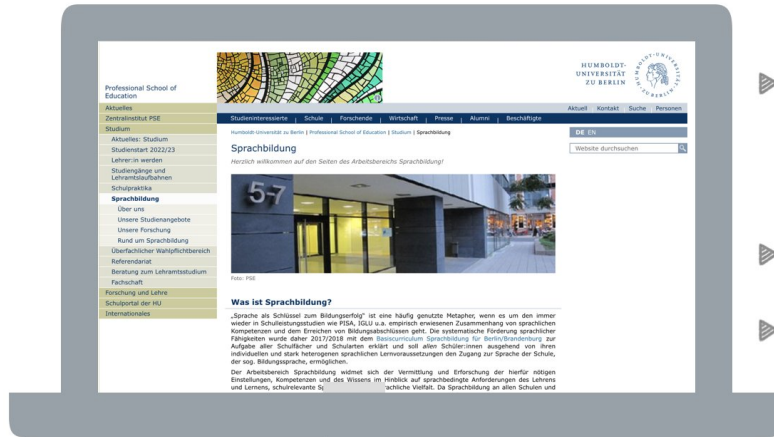 HUMBOLDT-
UNIVERSITÄT
ZU BERLIN
Professional School of
Education
Aktuell Kontakt Suche Personen
Studieninteressierte | Schule | Forschende | Wirtschaft | Presse | Alumni | Beschäftigte
Aktuelles
Zentralinstitut PSE
Studium
Aktuelles: Studium
Studienstart 2022/23
Lehrer:in werden
Studiengänge und
Lehramtslaufbahnen
Schulpraktika
Sprachbildung
Über uns
Unsere Studienangebote
Unsere Forschung
Rund um Sprachbildung
Überfachlicher Wahlpflichtbereich
Referendariat
Beratung zum Lehramtsstudium
Fachschaft
Forschung und Lehre
Schulportal der HU
Internationales
Humboldt-Universität zu Berlin | Professional School of Education | Studium | Sprachbildung
DE EN
Website durchsuchen
Sprachbildung
Herzlich willkommen auf den Seiten des Arbeitsbereichs Sprachbildung!
5-7
Foto: PSE
Was ist Sprachbildung?
„Sprache als Schlüssel zum Bildungserfolg" ist eine häufig genutzte Metapher, wenn es um den immer
wieder in Schulleistungsstudien wie PISA, IGLU u.a. empirisch erwiesenen Zusammenhang von sprachlichen
Kompetenzen und dem Erreichen von Bildungsabschlüssen geht. Die systematische Förderung sprachlicher
Fähigkeiten wurde daher 2017/2018 mit dem Basiscurriculum Sprachbildung für Berlin/Brandenburg zur
Aufgabe aller Schulfächer und Schularten erklärt und soll allen Schüler:innen ausgehend von ihren
individuellen und stark heterogenen sprachlichen Lernvoraussetzungen den Zugang zur Sprache der Schule,
der sog. Bildungssprache, ermöglichen.
Der Arbeitsbereich Sprachbildung widmet sich der Vermittlung und Erforschung der hierfür nötigen
Einstellungen, Kompetenzen und des Wissens im Hinblick auf sprachbedingte Anforderungen des Lehrens
und Lernens, schulrelevante Sp rachliche Vielfalt. Da Sprachbildung an allen Schulen und